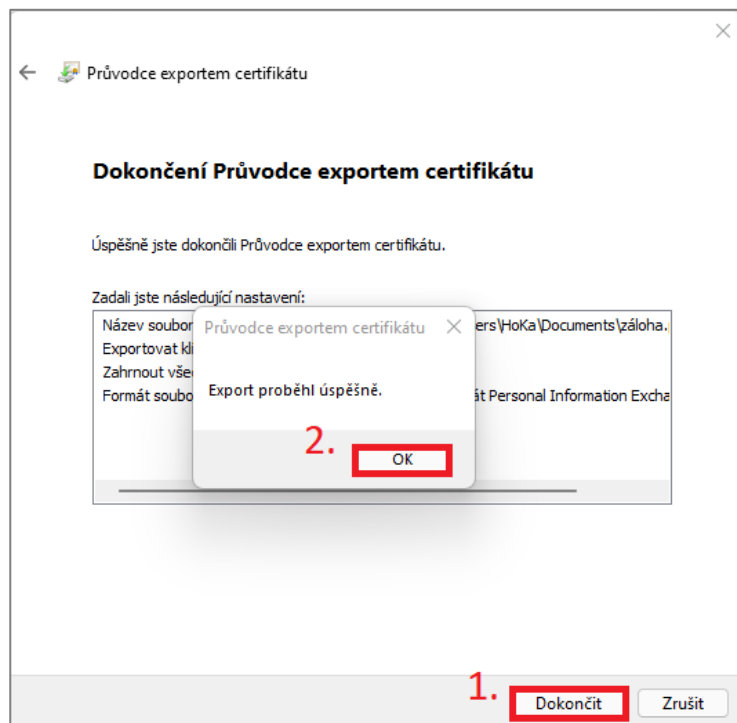 Průvodce exportem certifikátu
Dokončení Průvodce exportem certifikátu
Úspěšně jste dokončili Průvodce exportem certifikátu.
Zadali jste následující nastavení:
Název soubor ers\HoKa\Documents\záloha.
Exportovat kl
Zahrnout všec
Formát soubo át Personal Information Excha
Průvodce exportem certifikátu
Export proběhl úspěšně.
2.
OK
1.
Dokončit Zrušit